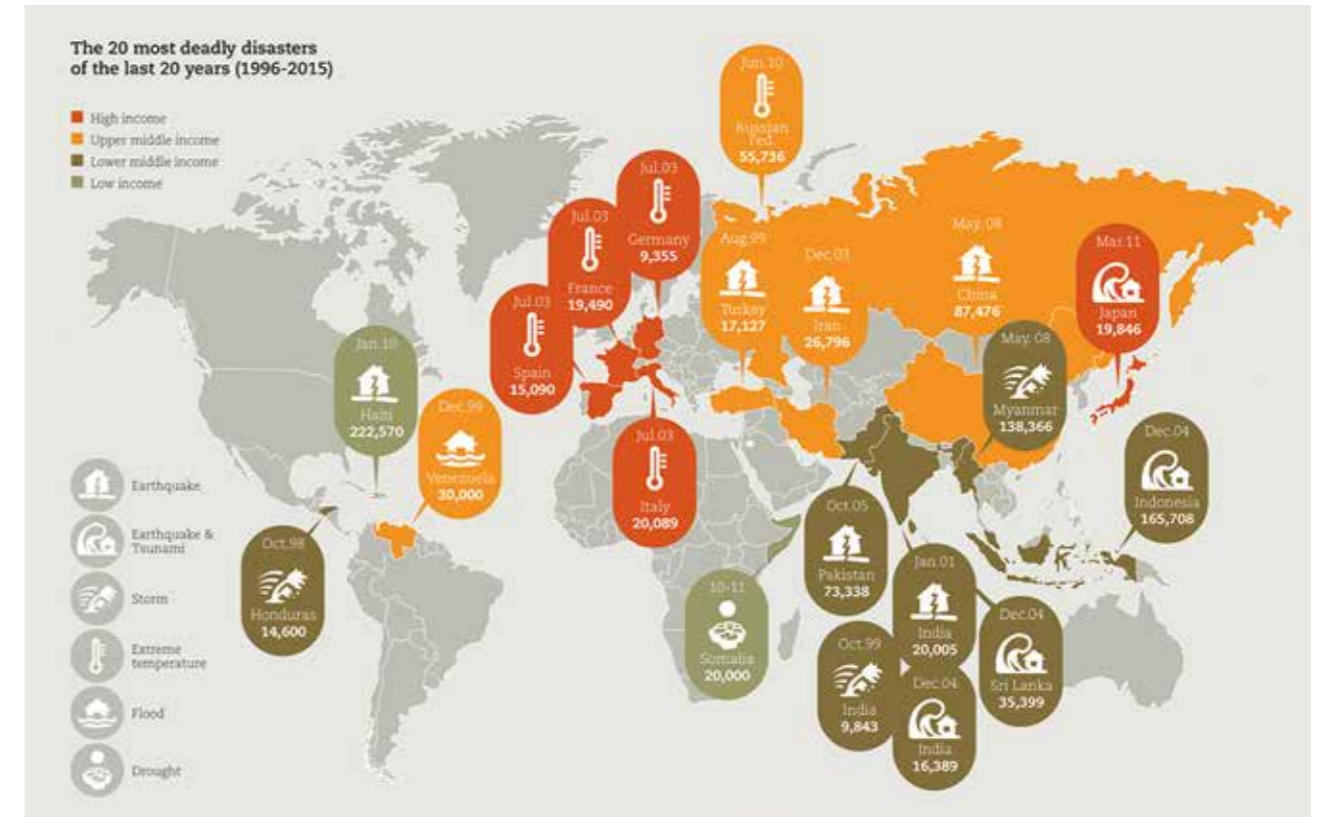 The 20 most deadly disasters
of the last 20 years (1996-2015)
High income
Upper middle income
Lower middle income
Low income
Jun.10
Russian
Fed.
55,736
Jul.03
Germany
9,355
Jul.03
France
19,490
Jul.03
Spain
15,090
Aug.99
Turkey
17,127
Dec.03
Iran
26,796
May.08
China
87,476
Mar.11
Japan
19,846
May. 08
Myanmar
138,366
Jan.10
Haiti
222,570
Dec.99
Venezuela
30,000
Jul.03
Italy
20,089
Dec.04
Indonesia
165,708
Oct.98
Honduras
14,600
10-11
Somalia
20,000
Oct.05
Pakistan
73,338
Jan.01
India
20,005
Dec.04
Sri Lanka
35,399
Oct.99
India
9,843
Dec.04
India
16,389
Earthquake
Earthquake &
Tsunami
Storm
Extreme
temperature
Flood
Drought